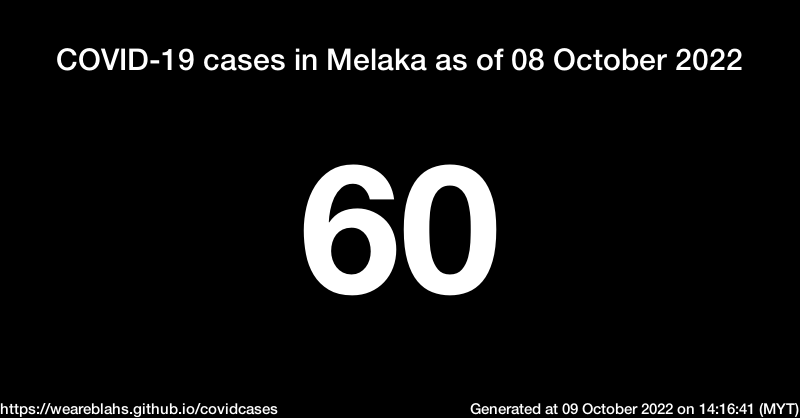 COVID-19 cases in Melaka as of 08 October 2022
60
https://weareblahs.github.io/covidcases
Generated at 09 October 2022 on 14:16:41 (MYT)